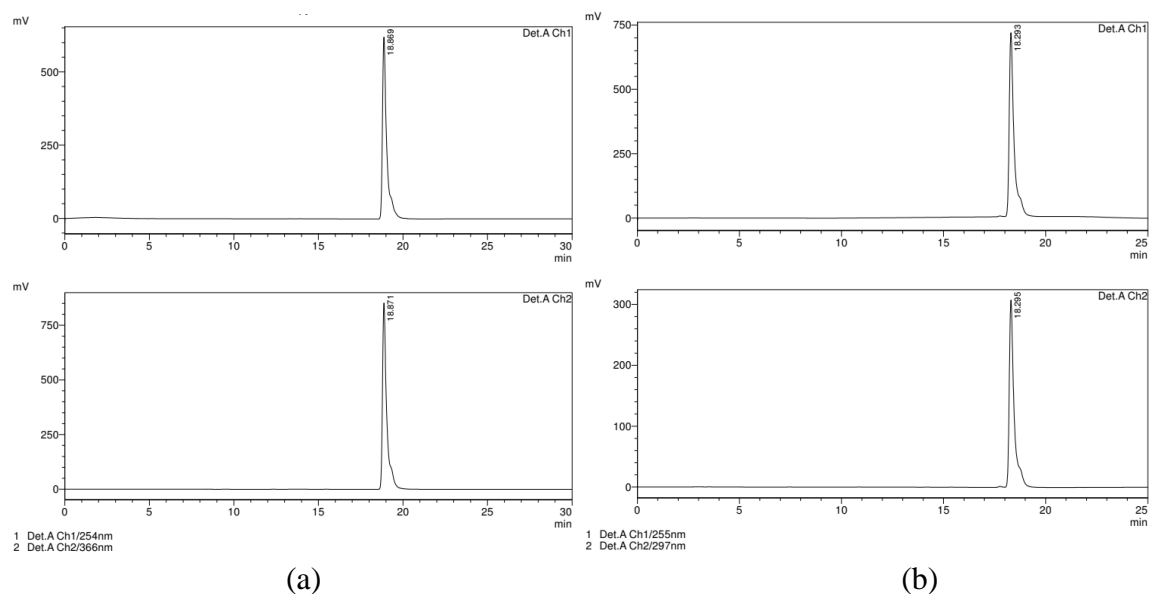 mV
Det.A Ch1
18.869
500
250
0
0 5 10 15 20 25 30
min
mV
Det.A Ch2
18.871
750
500
250
0
0 5 10 15 20 25 30
min
1 Det.A Ch1/254nm
2 Det.A Ch2/366nm
(a)
mV
750
Det.A Ch1
18.293
500
250
0
0 5 10 15 20 25
min
mV
Det.A Ch2
18.295
300
200
100
0
0 5 10 15 20 25
min
1 Det.A Ch1/255nm
2 Det.A Ch2/297nm
(b)